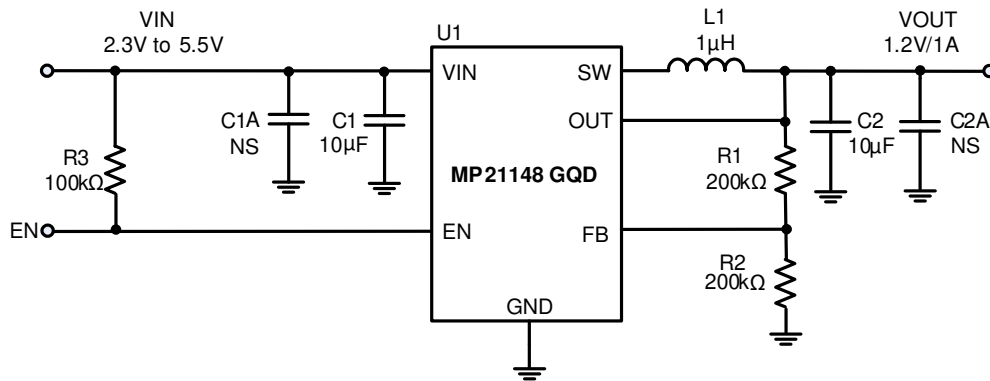 VIN
2.3V to 5.5V
U1
L1
1µH
VOUT
1.2V/1A
VIN
SW
C1A
NS
C1
10µF
OUT
C2
10µF
C2A
NS
R3
100kΩ
MP21148 GQD
R1
200kΩ
EN
EN
FB
R2
200kΩ
GND